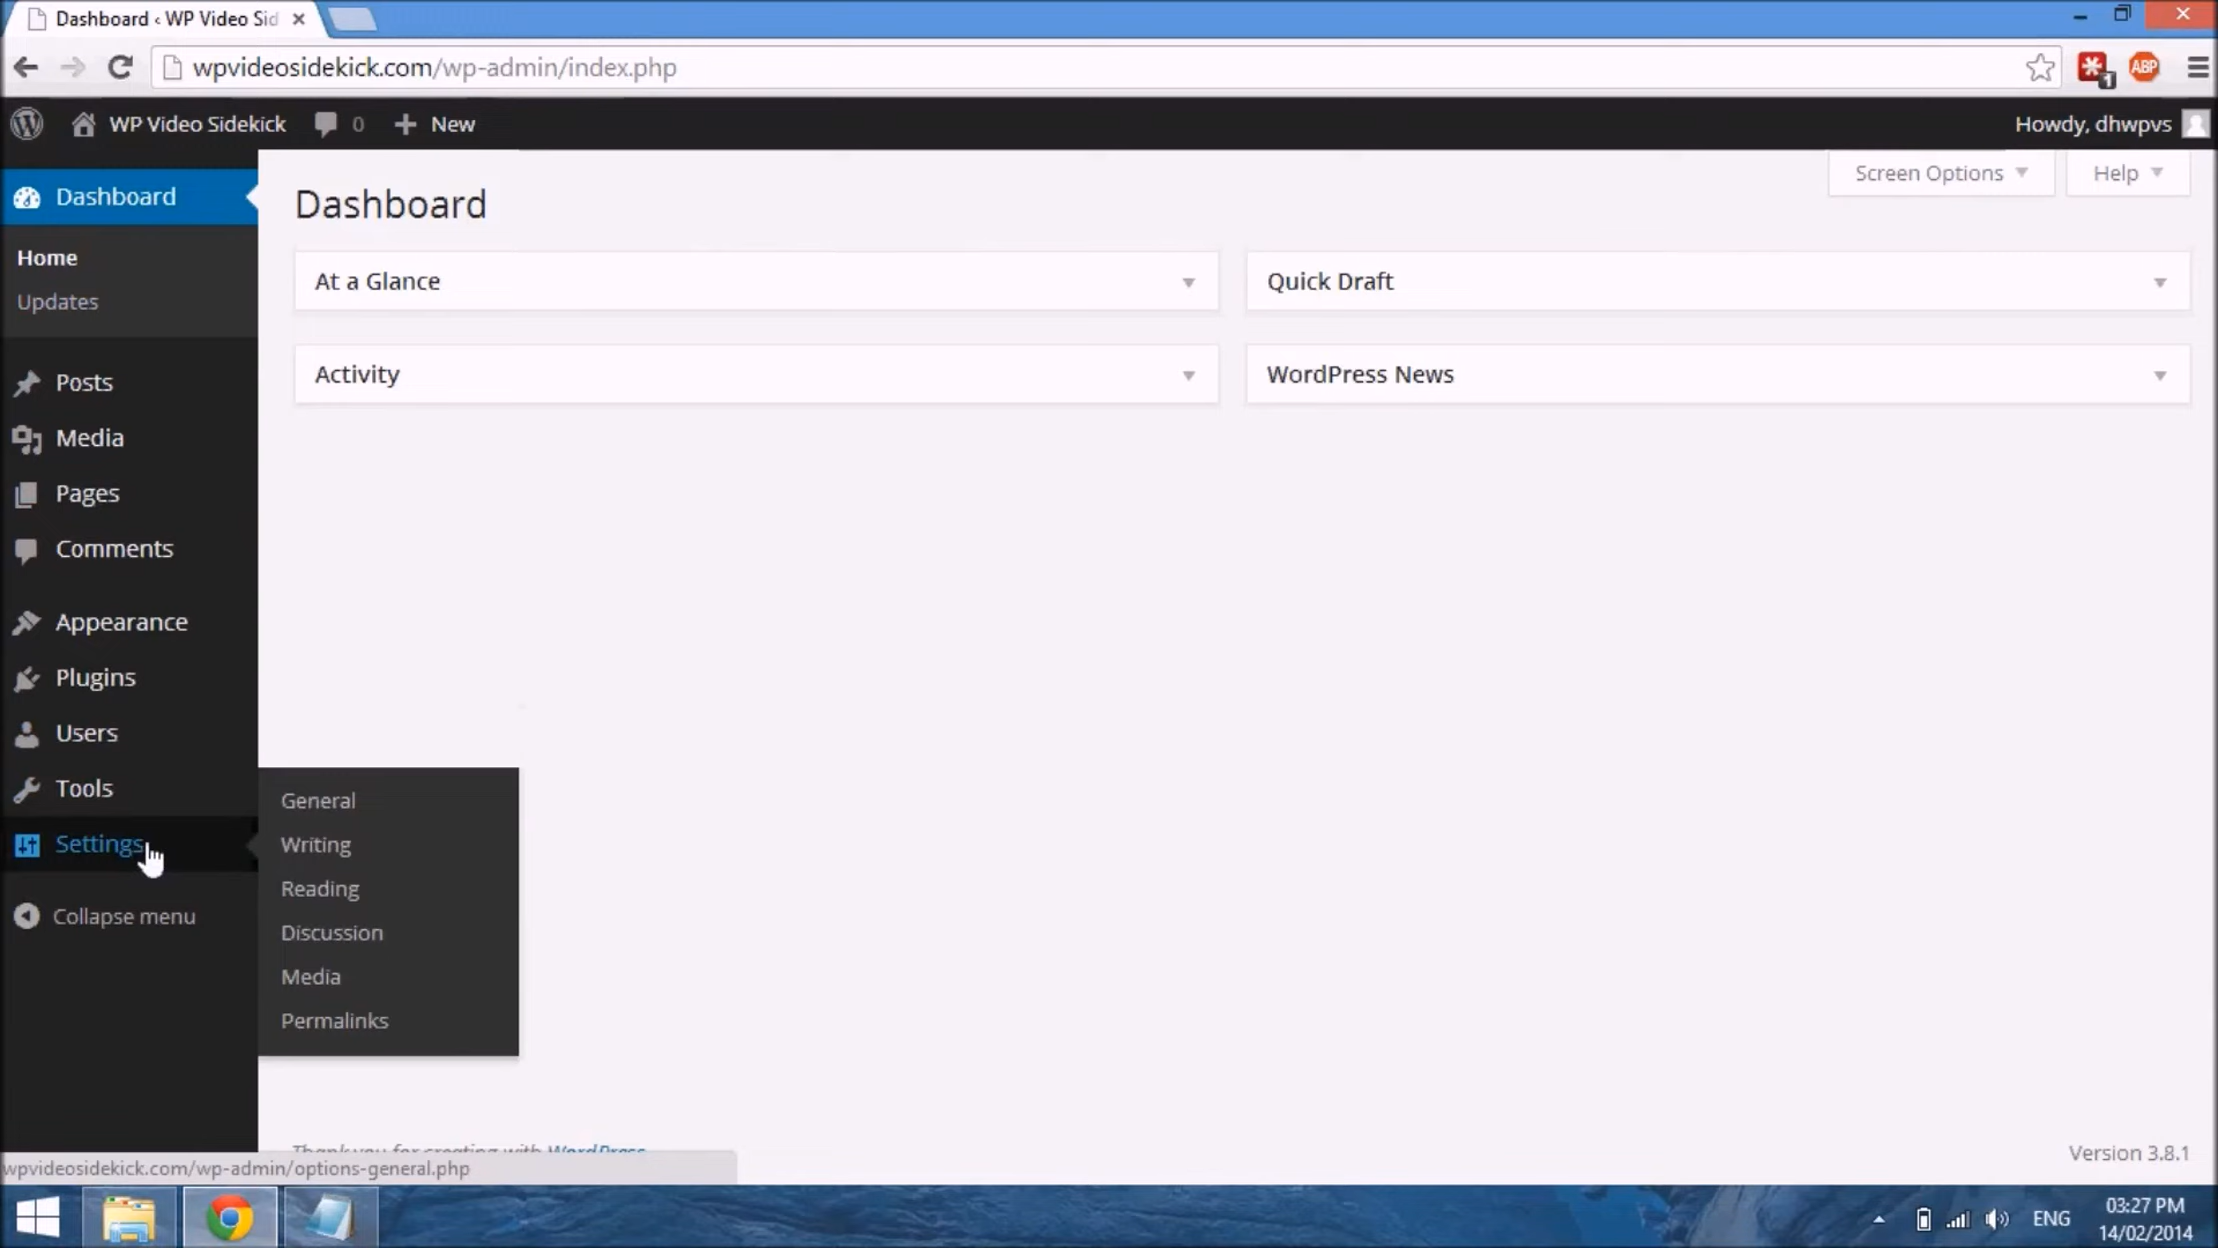 Dashboard ‹ WP Video Sid
wpvideosidekick.com/wp-admin/index.php
ABP
1
WP Video Sidekick 0 + New
Howdy, dhwpvs
Screen Options
Help
Dashboard
Home
Updates
Posts
Media
Pages
Comments
Appearance
Plugins
Users
Tools
Settings
Collapse menu
General
Writing
Reading
Discussion
Media
Permalinks
Dashboard
At a Glance
Quick Draft
Activity
WordPress News
Thank you for creating with WordPress
Version 3.8.1
wpvideosidekick.com/wp-admin/options-general.php
ENG
03:27 PM
14/02/2014